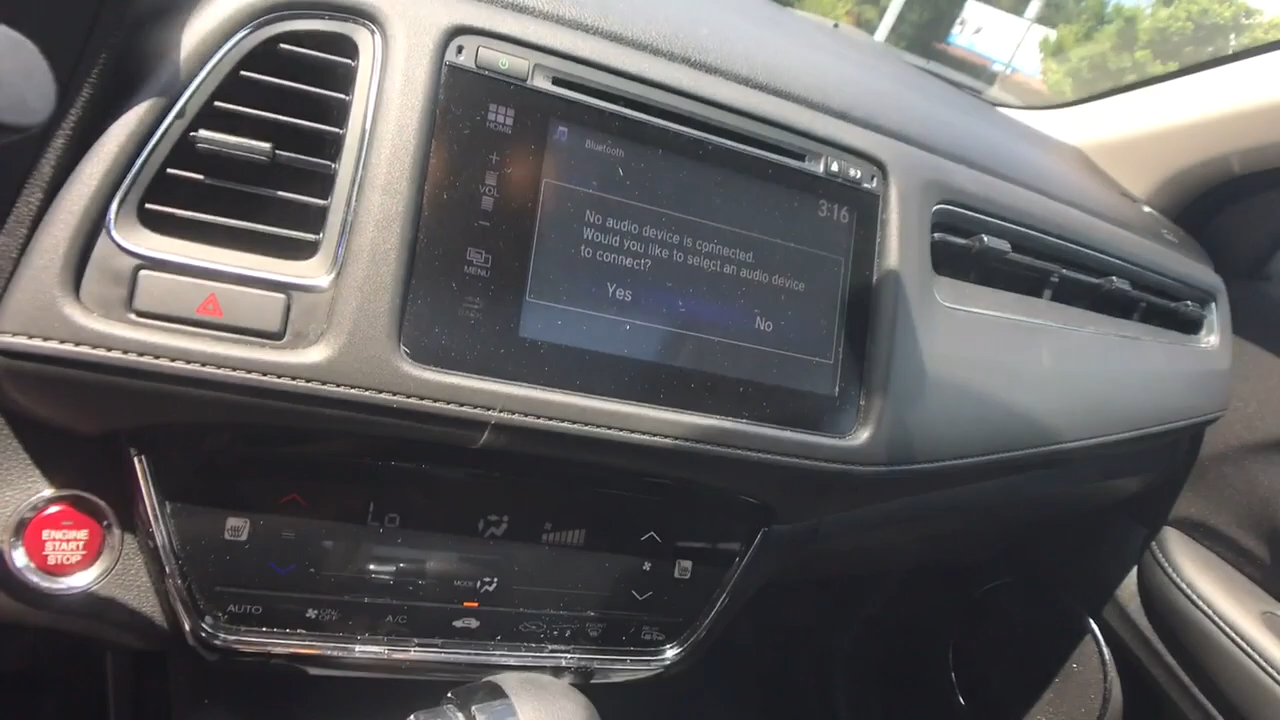 HOME
Bluetooth
+
VOL
-
3:16
No audio device is connected.
Would you like to select an audio device
to connect?
Yes
No
MENU
ENGINE
START
STOP
Lo
MODE
AUTO
ON/
OFF
A/C